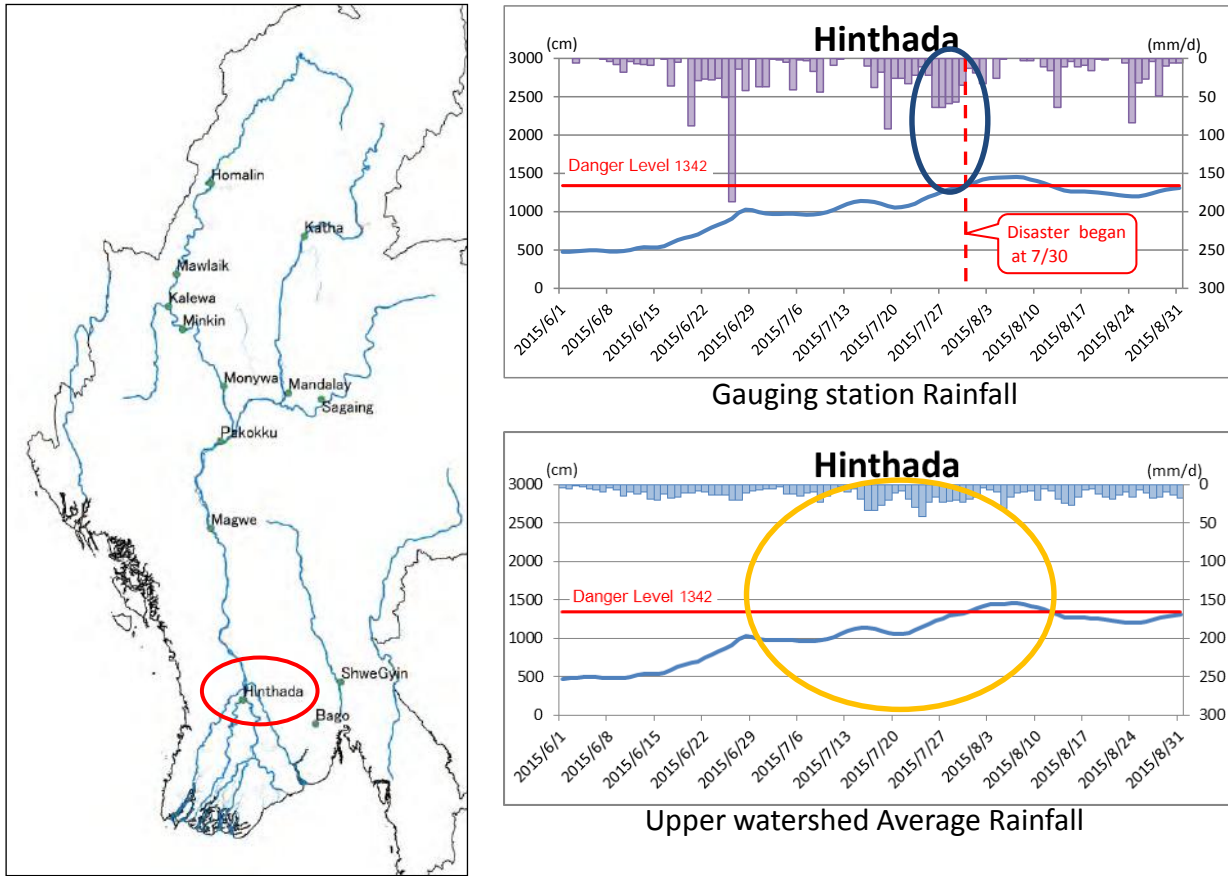 Homalin
Katha
Mawlaik
Kalewa
Minkin
Monywa
Mandalay
Sagaing
Pakokku
Magwe
Hinthada
ShweGyin
Bago
Hinthada
(cm)
(mm/d)
3000
2500
2000
1500
1000
500
0
0
50
100
150
200
250
300
Danger Level 1342
Disaster began
at 7/30
2015/6/1
2015/6/8
2015/6/15
2015/6/22
2015/6/29
2015/7/6
2015/7/13
2015/7/20
2015/7/27
2015/8/3
2015/8/10
2015/8/17
2015/8/24
2015/8/31
Gauging station Rainfall
Hinthada
(cm)
(mm/d)
3000
2500
2000
1500
1000
500
0
0
50
100
150
200
250
300
Danger Level 1342
2015/6/1
2015/6/8
2015/6/15
2015/6/22
2015/6/29
2015/7/6
2015/7/13
2015/7/20
2015/7/27
2015/8/3
2015/8/10
2015/8/17
2015/8/24
2015/8/31
Upper watershed Average Rainfall